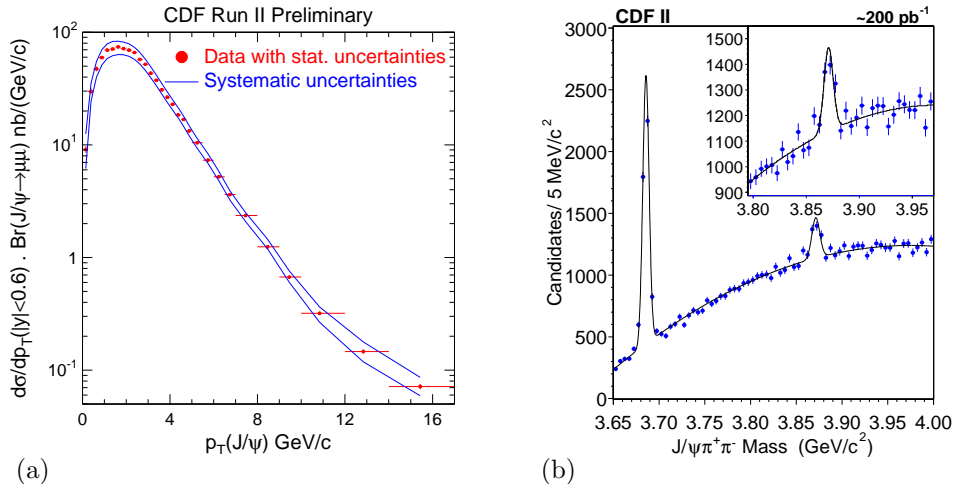 CDF Run II Preliminary
dσ/dp_T(|y|<0.6) . Br(J/ψ→μμ) nb/(GeV/c)
10²
10
1
10⁻¹
Data with stat. uncertainties
Systematic uncertainties
0 4 8 12 16
p_T(J/ψ) GeV/c
(a)
CDF II ~200 pb⁻¹
Candidates/ 5 MeV/c²
3000
2500
2000
1500
1000
500
0
1500
1400
1300
1200
1100
1000
900
3.80 3.85 3.90 3.95
3.65 3.70 3.75 3.80 3.85 3.90 3.95 4.00
J/ψπ⁺π⁻ Mass (GeV/c²)
(b)